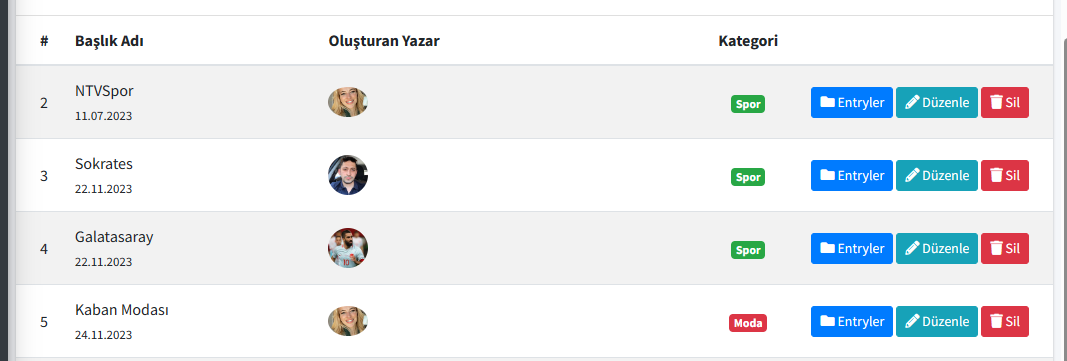 # Başlık Adı Oluşturan Yazar Kategori
2 NTVSpor Spor Entryler Düzenle Sil
11.07.2023
3 Sokrates Spor Entryler Düzenle Sil
22.11.2023
4 Galatasaray Spor Entryler Düzenle Sil
22.11.2023
5 Kaban Modası Moda Entryler Düzenle Sil
24.11.2023